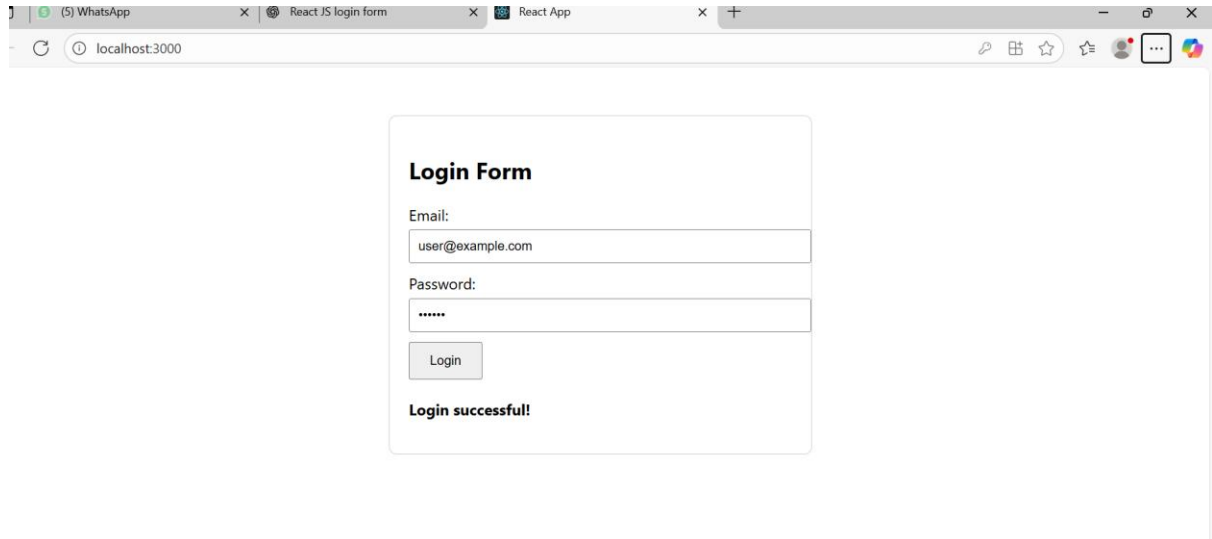 (5) WhatsApp React JS login form React App
localhost:3000
Login Form
Email:
user@example.com
Password:
••••••
Login
Login successful!